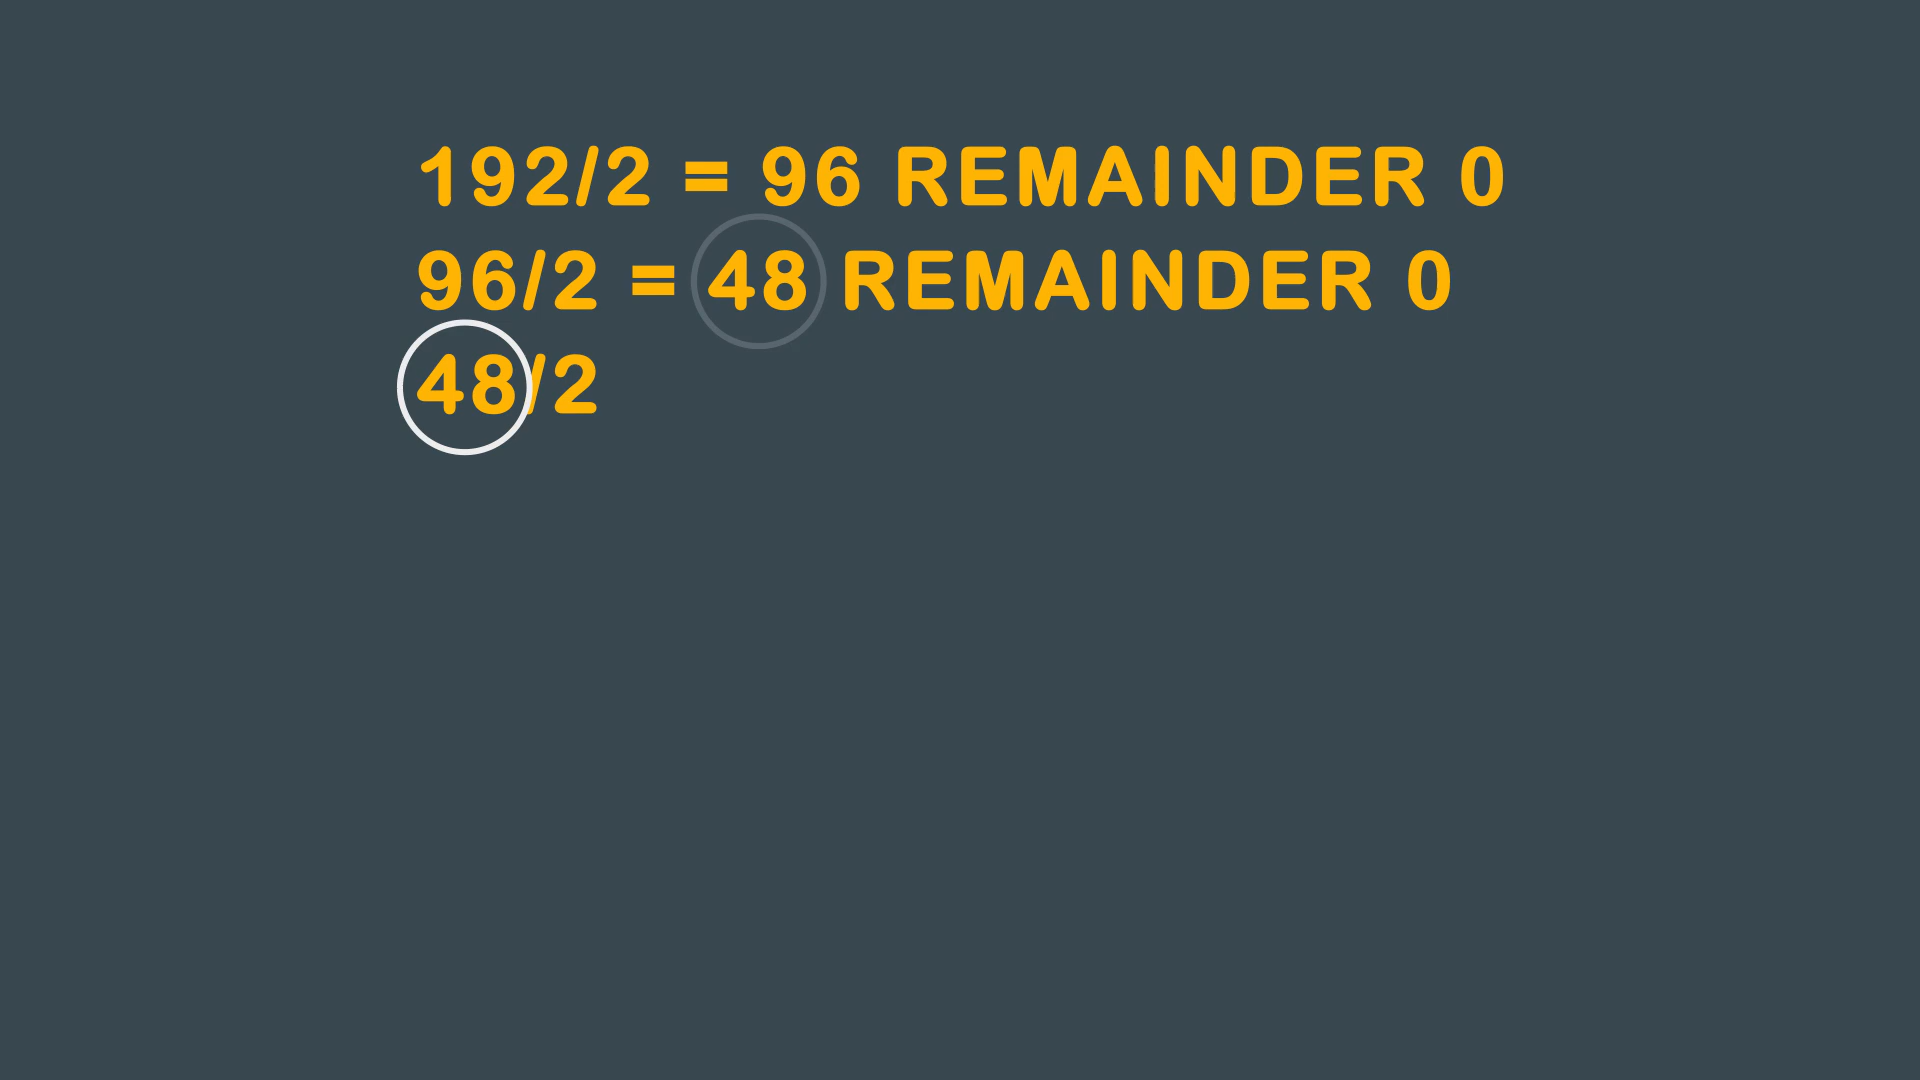 192/2 = 96 REMAINDER 0
96/2 = 48 REMAINDER 0
48/2